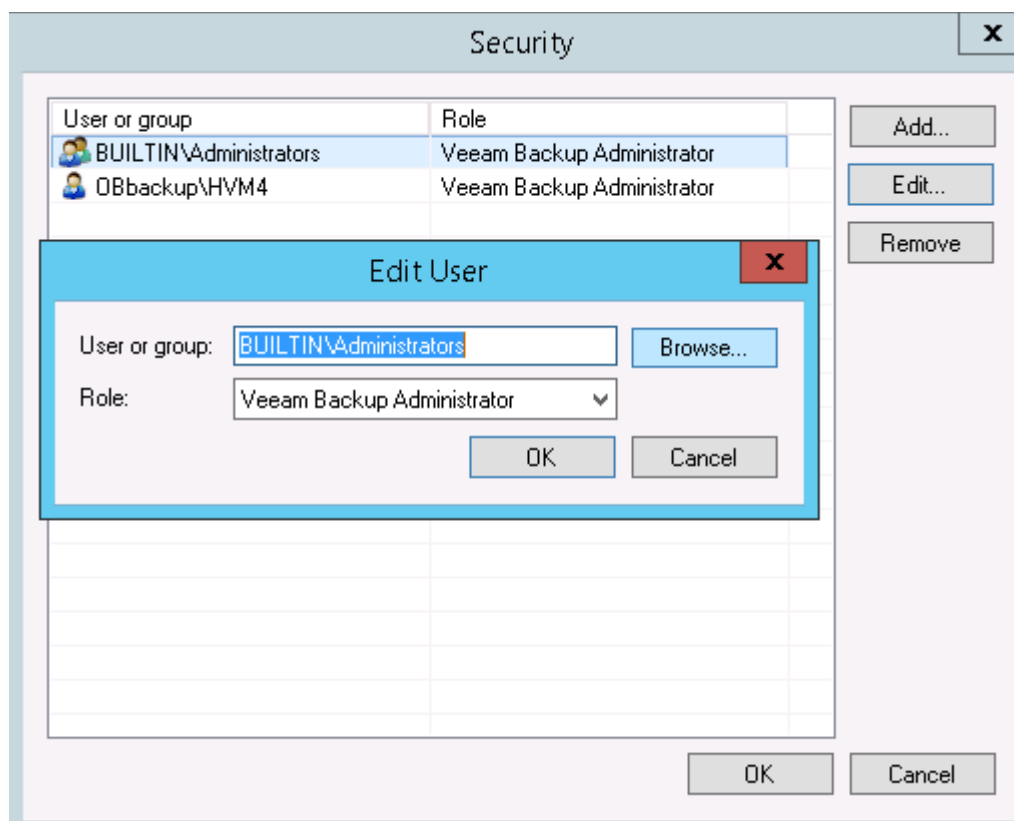 Security
x
User or group Role
BUILTIN\Administrators Veeam Backup Administrator
OBbackup\HVM4 Veeam Backup Administrator
Add...
Edit...
Remove
Edit User
x
User or group: BUILTIN\Administrators Browse...
Role: Veeam Backup Administrator
OK Cancel
OK Cancel